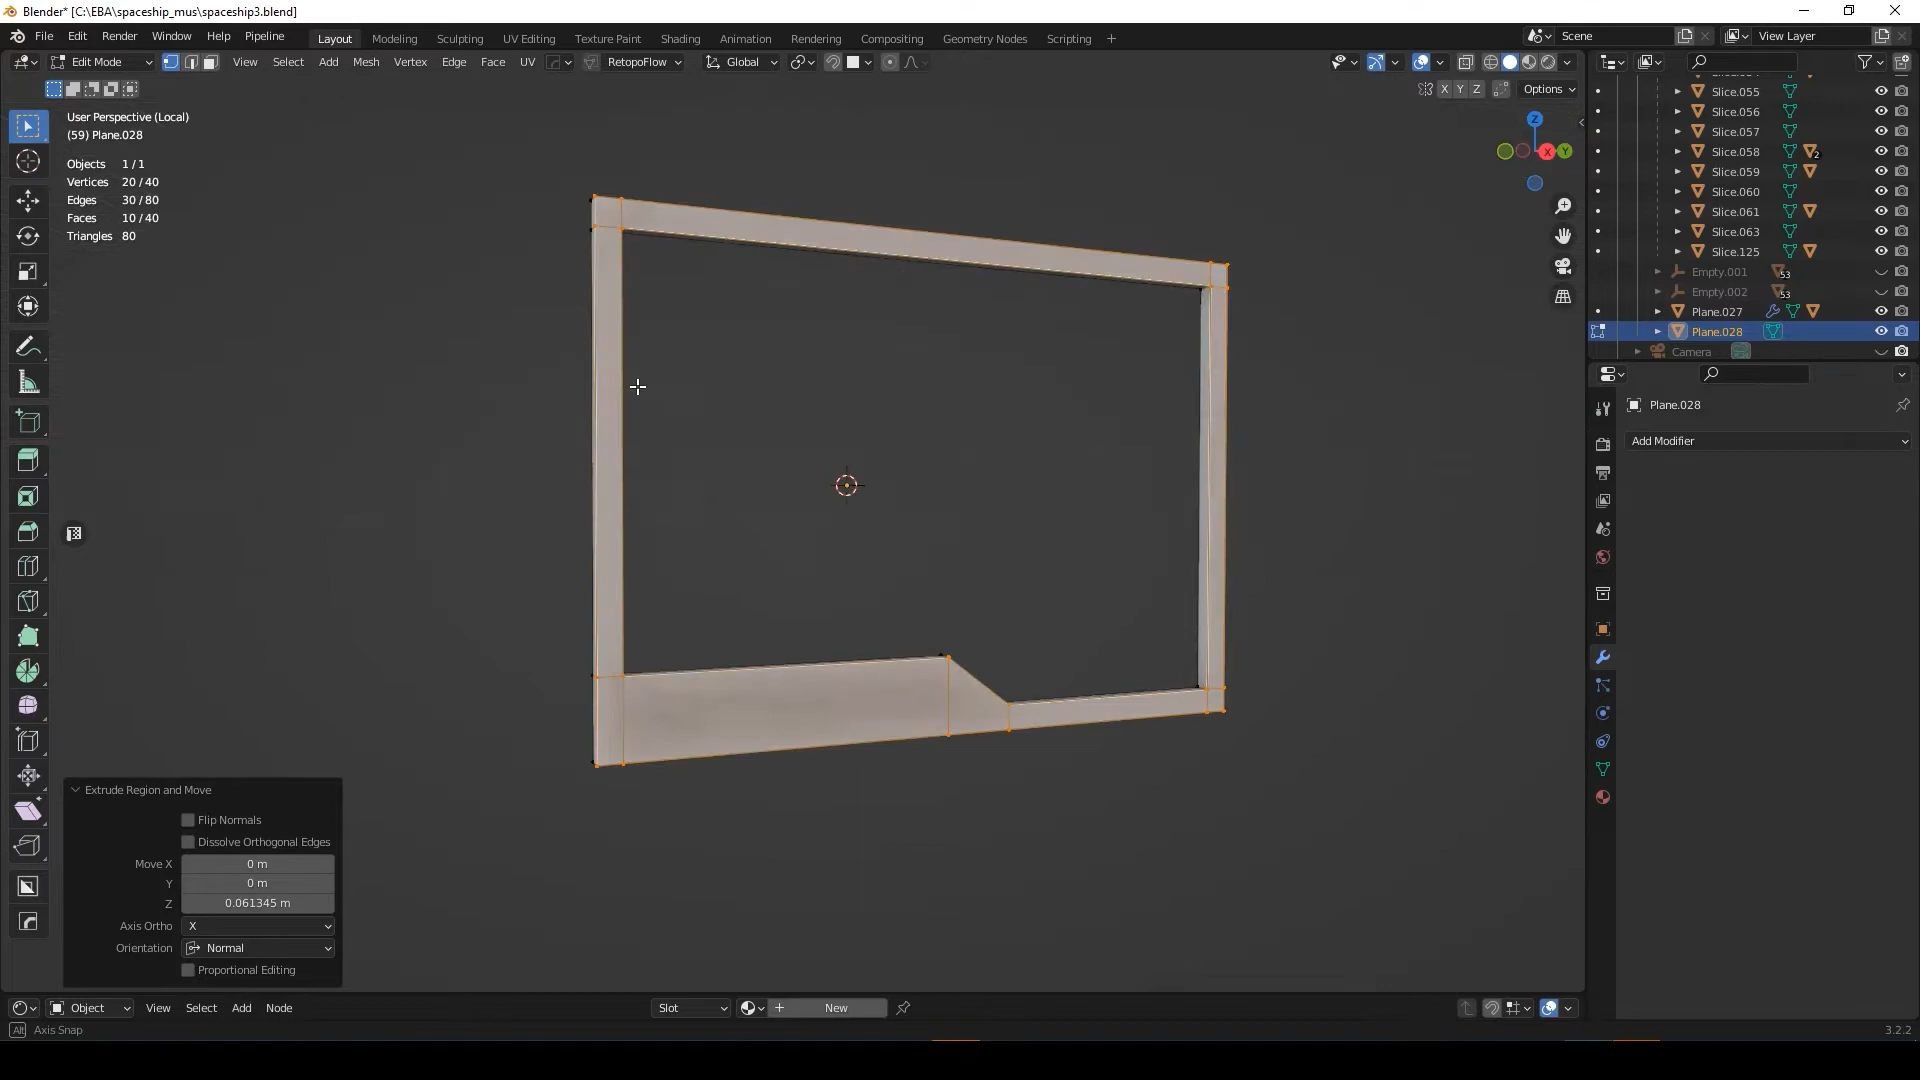 Blender* [C:\EBA\spaceship_mus\spaceship3.blend]
File Edit Render Window Help Pipeline Layout Modeling Sculpting UV Editing Texture Paint Shading Animation Rendering Compositing Geometry Nodes Scripting + Scene View Layer
Edit Mode View Select Add Mesh Vertex Edge Face UV RetopoFlow Global
X Y Z Options
User Perspective (Local)
(59) Plane.028
Objects 1 / 1
Vertices 20 / 40
Edges 30 / 80
Faces 10 / 40
Triangles 80
Z
X Y
Slice.055
Slice.056
Slice.057
Slice.058 2
Slice.059
Slice.060
Slice.061
Slice.063
Slice.125
Empty.001 53
Empty.002 53
Plane.027
Plane.028
Camera
Plane.028
Add Modifier
Extrude Region and Move
Flip Normals
Dissolve Orthogonal Edges
Move X 0 m
Y 0 m
Z 0.061345 m
Axis Ortho X
Orientation Normal
Proportional Editing
Object View Select Add Node Slot + New
Alt Axis Snap
3.2.2